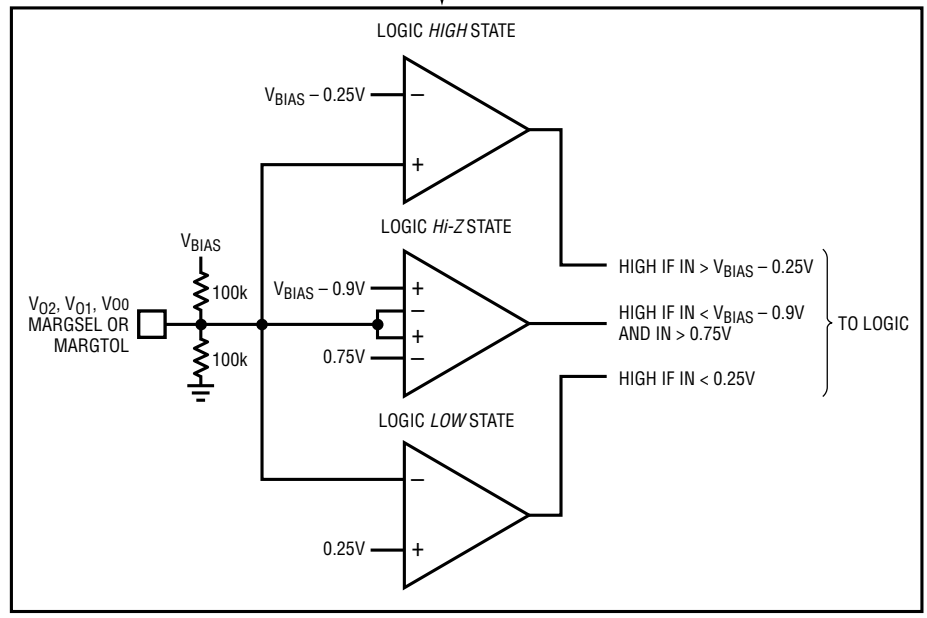 LOGIC HIGH STATE
VBIAS – 0.25V
–
+
LOGIC Hi-Z STATE
VBIAS
100k
VBIAS – 0.9V
+
–
+
–
0.75V
VO2, VO1, VO0
MARGSEL OR
MARGTOL
100k
HIGH IF IN > VBIAS – 0.25V
HIGH IF IN < VBIAS – 0.9V
AND IN > 0.75V
HIGH IF IN < 0.25V
TO LOGIC
LOGIC LOW STATE
–
0.25V
+